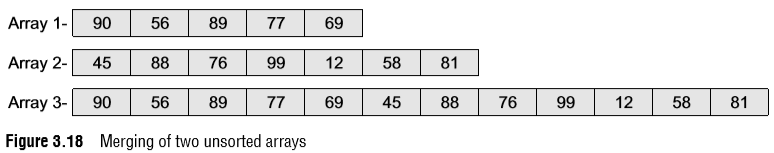 Array 1- 90 56 89 77 69
Array 2- 45 88 76 99 12 58 81
Array 3- 90 56 89 77 69 45 88 76 99 12 58 81
Figure 3.18 Merging of two unsorted arrays